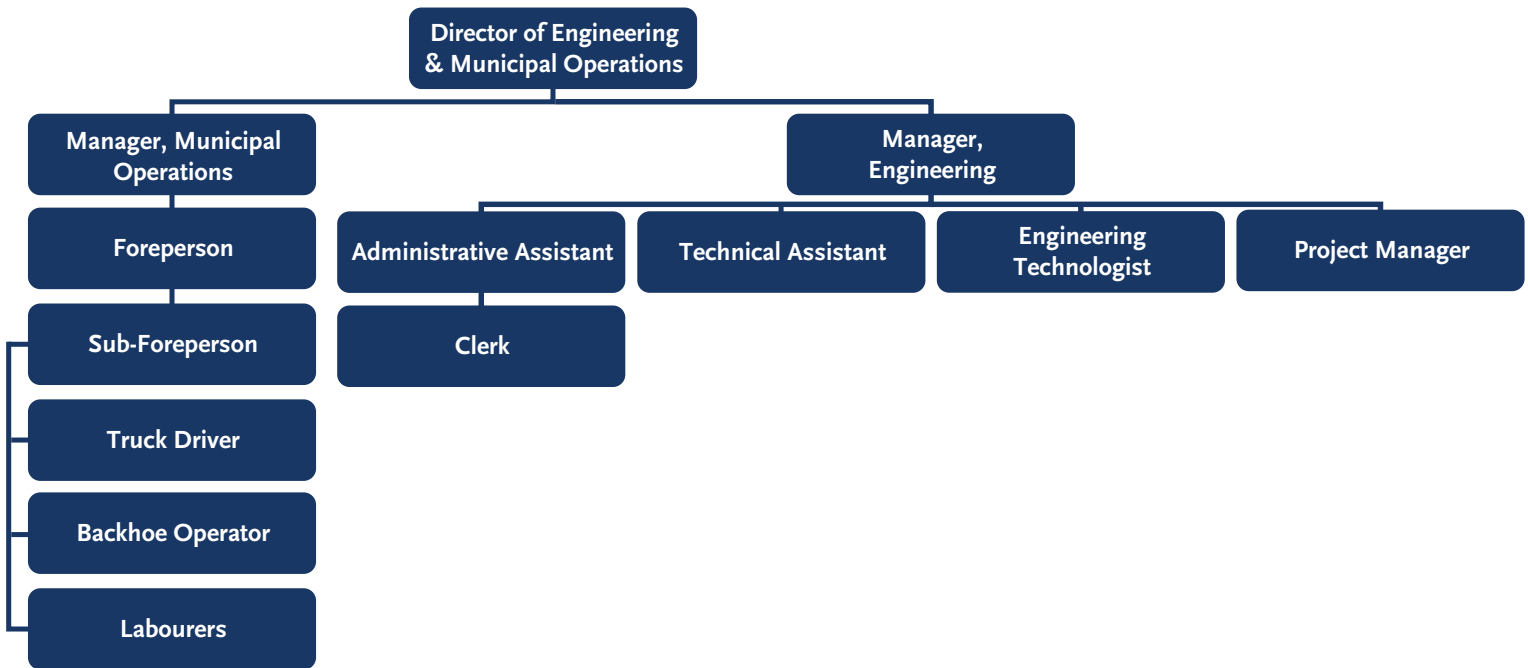 Director of Engineering
& Municipal Operations
Manager, Municipal
Operations
Manager,
Engineering
Foreperson
Administrative Assistant
Technical Assistant
Engineering
Technologist
Project Manager
Sub-Foreperson
Clerk
Truck Driver
Backhoe Operator
Labourers